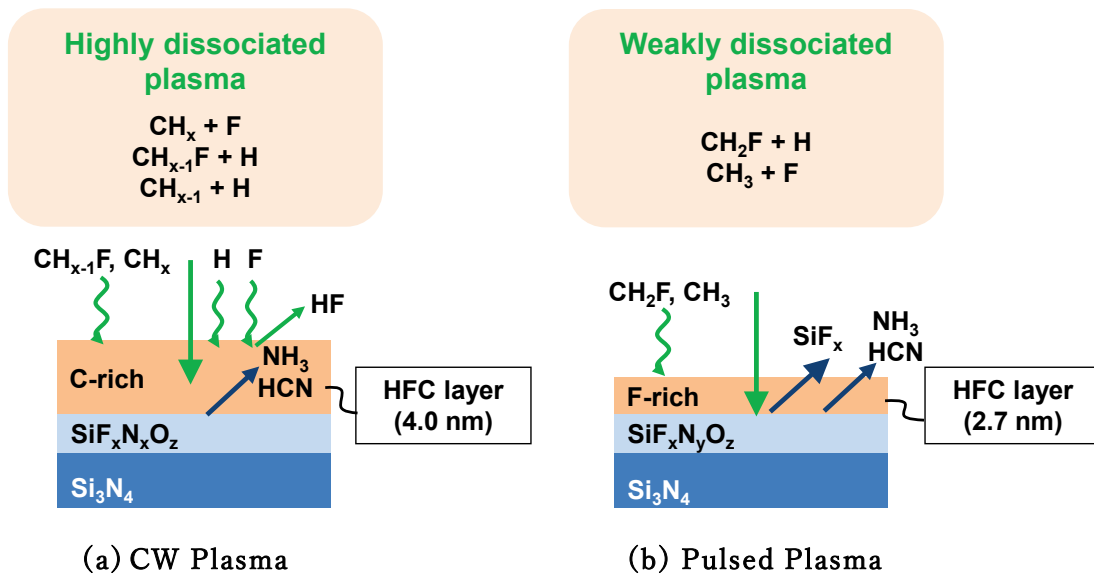 Highly dissociated
plasma
CHₓ + F
CHₓ₋₁F + H
CHₓ₋₁ + H
CHₓ₋₁F, CHₓ
H F
HF
C-rich
NH₃
HCN
HFC layer
(4.0 nm)
SiFₓNₓO_z
Si₃N₄
(a) CW Plasma
Weakly dissociated
plasma
CH₂F + H
CH₃ + F
CH₂F, CH₃
SiFₓ
NH₃
HCN
F-rich
HFC layer
(2.7 nm)
SiFₓN_yO_z
Si₃N₄
(b) Pulsed Plasma